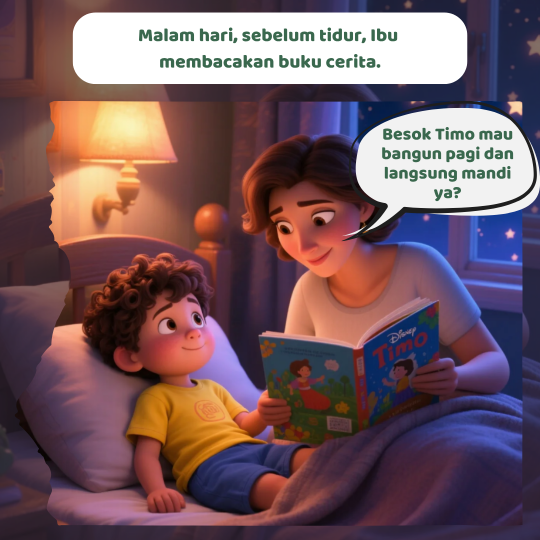 Malam hari, sebelum tidur, Ibu
membacakan buku cerita.
Besok Timo mau
bangun pagi dan
langsung mandi
ya?
Disney
Timo